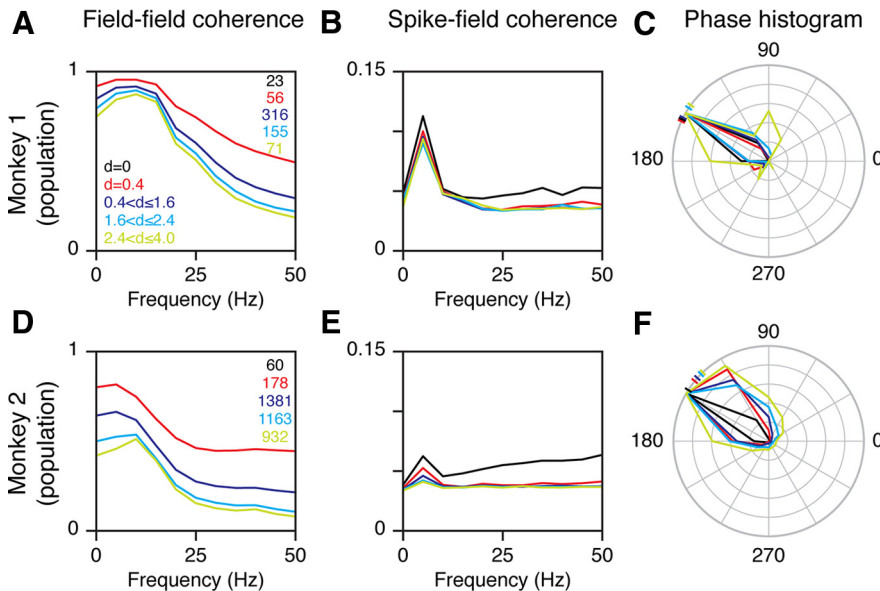 A Field-field coherence
B Spike-field coherence
C Phase histogram
Monkey 1
(population)
1
0
23
56
316
155
71
d=0
d=0.4
0.4<d≤1.6
1.6<d≤2.4
2.4<d≤4.0
0 25 50
Frequency (Hz)
0.15
0
0 25 50
Frequency (Hz)
90
180
0
270
D
Monkey 2
(population)
1
0
60
178
1381
1163
932
0 25 50
Frequency (Hz)
E
0.15
0
0 25 50
Frequency (Hz)
F
90
180
0
270